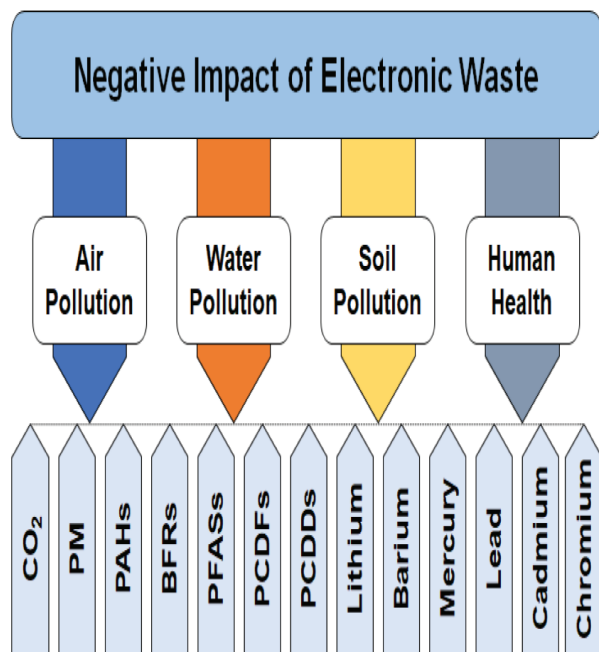 Negative Impact of Electronic Waste
Air
Pollution
Water
Pollution
Soil
Pollution
Human
Health
CO₂
PM
PAHs
BFRs
PFASs
PCDFs
PCDDs
Lithium
Barium
Mercury
Lead
Cadmium
Chromium